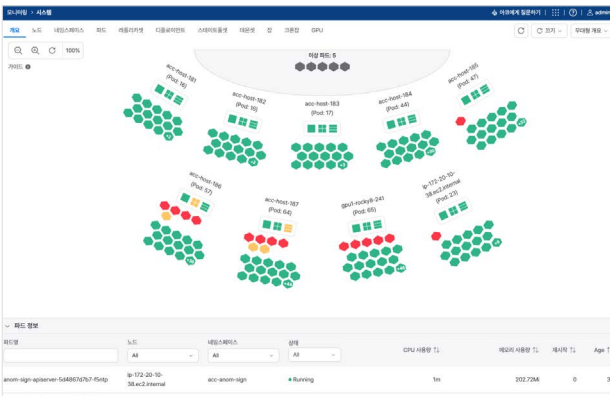 모니터링 > 시스템
아코에게 질문하기
admin
개요 노드 네임스페이스 파드 레플리카셋 디플로이먼트 스테이트풀셋 데몬셋 잡 크론잡 GPU
크기
무대형 개요
100%
가이드
이상 파드: 5
acc-host-181
(Pod: 16)
acc-host-182
acc-host-183
(Pod: 17)
acc-host-184
(Pod: 44)
acc-host-185
(Pod: 47)
acc-host-186
(Pod: 57)
acc-host-187
(Pod: 64)
gpu1-rocky8-241
(Pod: 65)
ip-172-20-10-
38.ec2.internal
(Pod: 23)
파드 정보
파드명 노드 네임스페이스 상태 CPU 사용량 메모리 사용량 재시작 Age
All All All
anom-sign-apiserver-5d4867d7b7-f5ntp
ip-172-20-10-
38.ec2.internal
acc-anom-sign Running 1m 202.72Mi 0